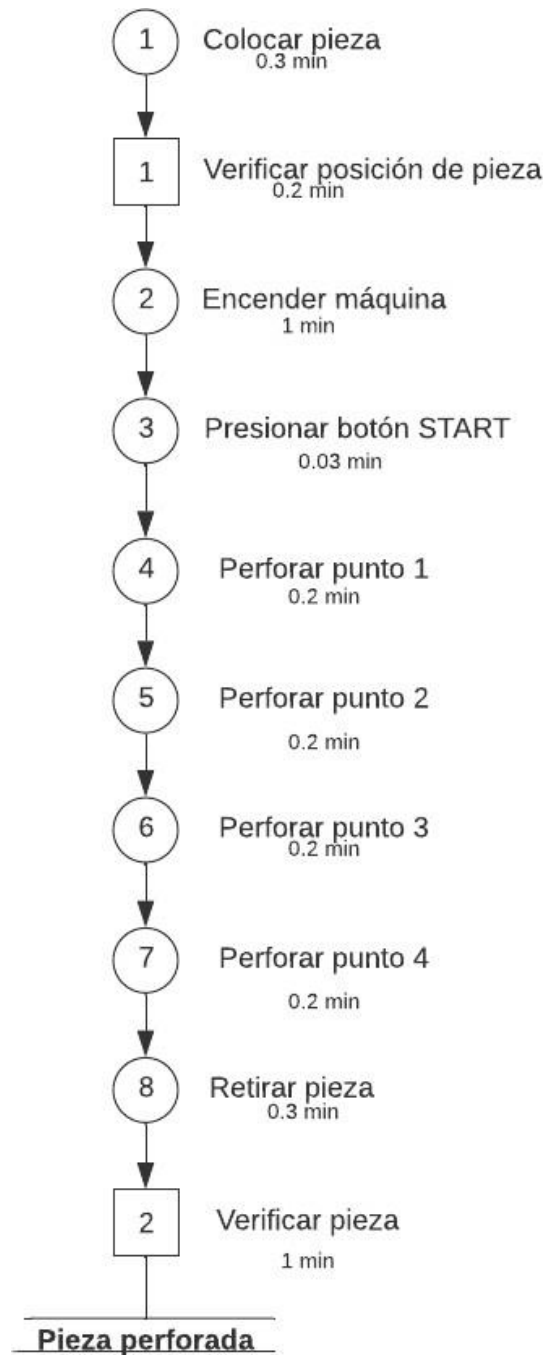 1 Colocar pieza
0.3 min
1 Verificar posición de pieza
0.2 min
2 Encender máquina
1 min
3 Presionar botón START
0.03 min
4 Perforar punto 1
0.2 min
5 Perforar punto 2
0.2 min
6 Perforar punto 3
0.2 min
7 Perforar punto 4
0.2 min
8 Retirar pieza
0.3 min
2 Verificar pieza
1 min
Pieza perforada